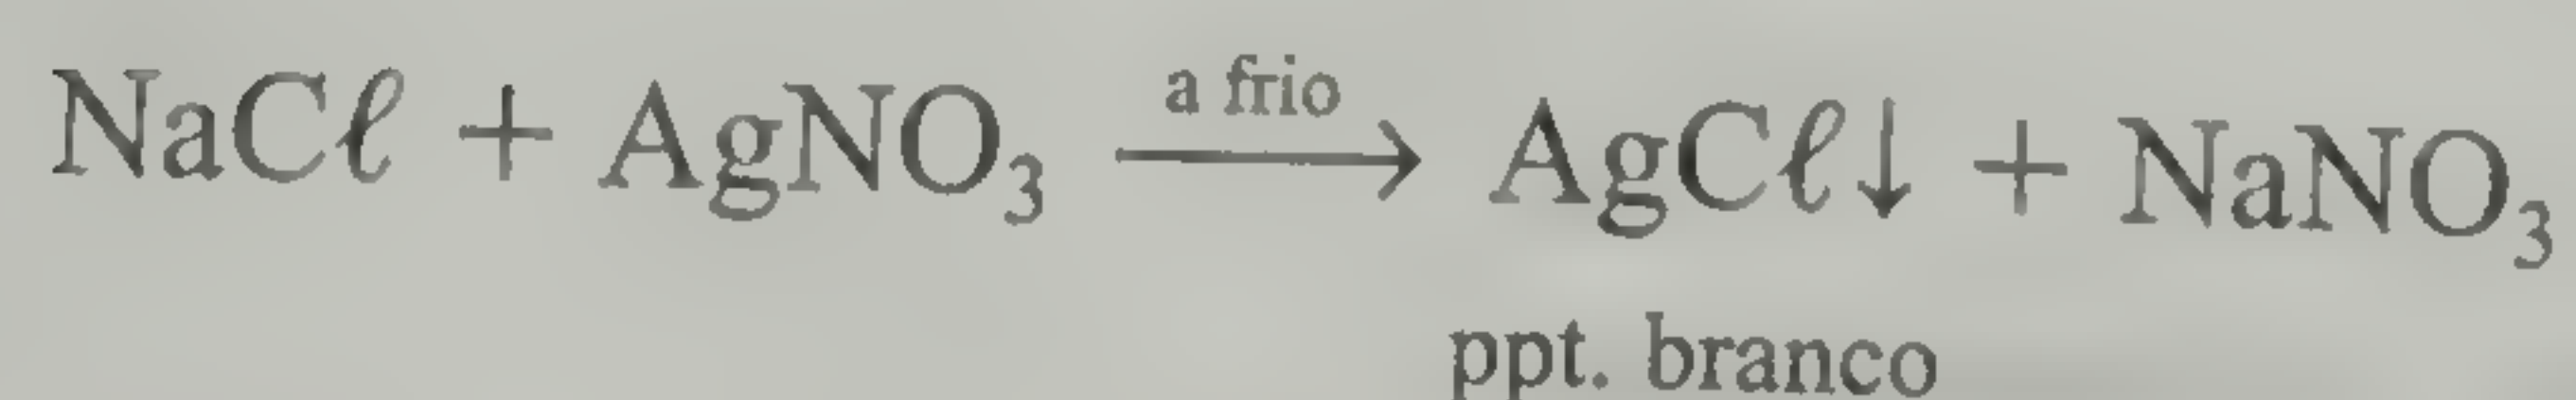 NaCℓ + AgNO₃ a frio → AgCℓ↓ + NaNO₃
ppt. branco